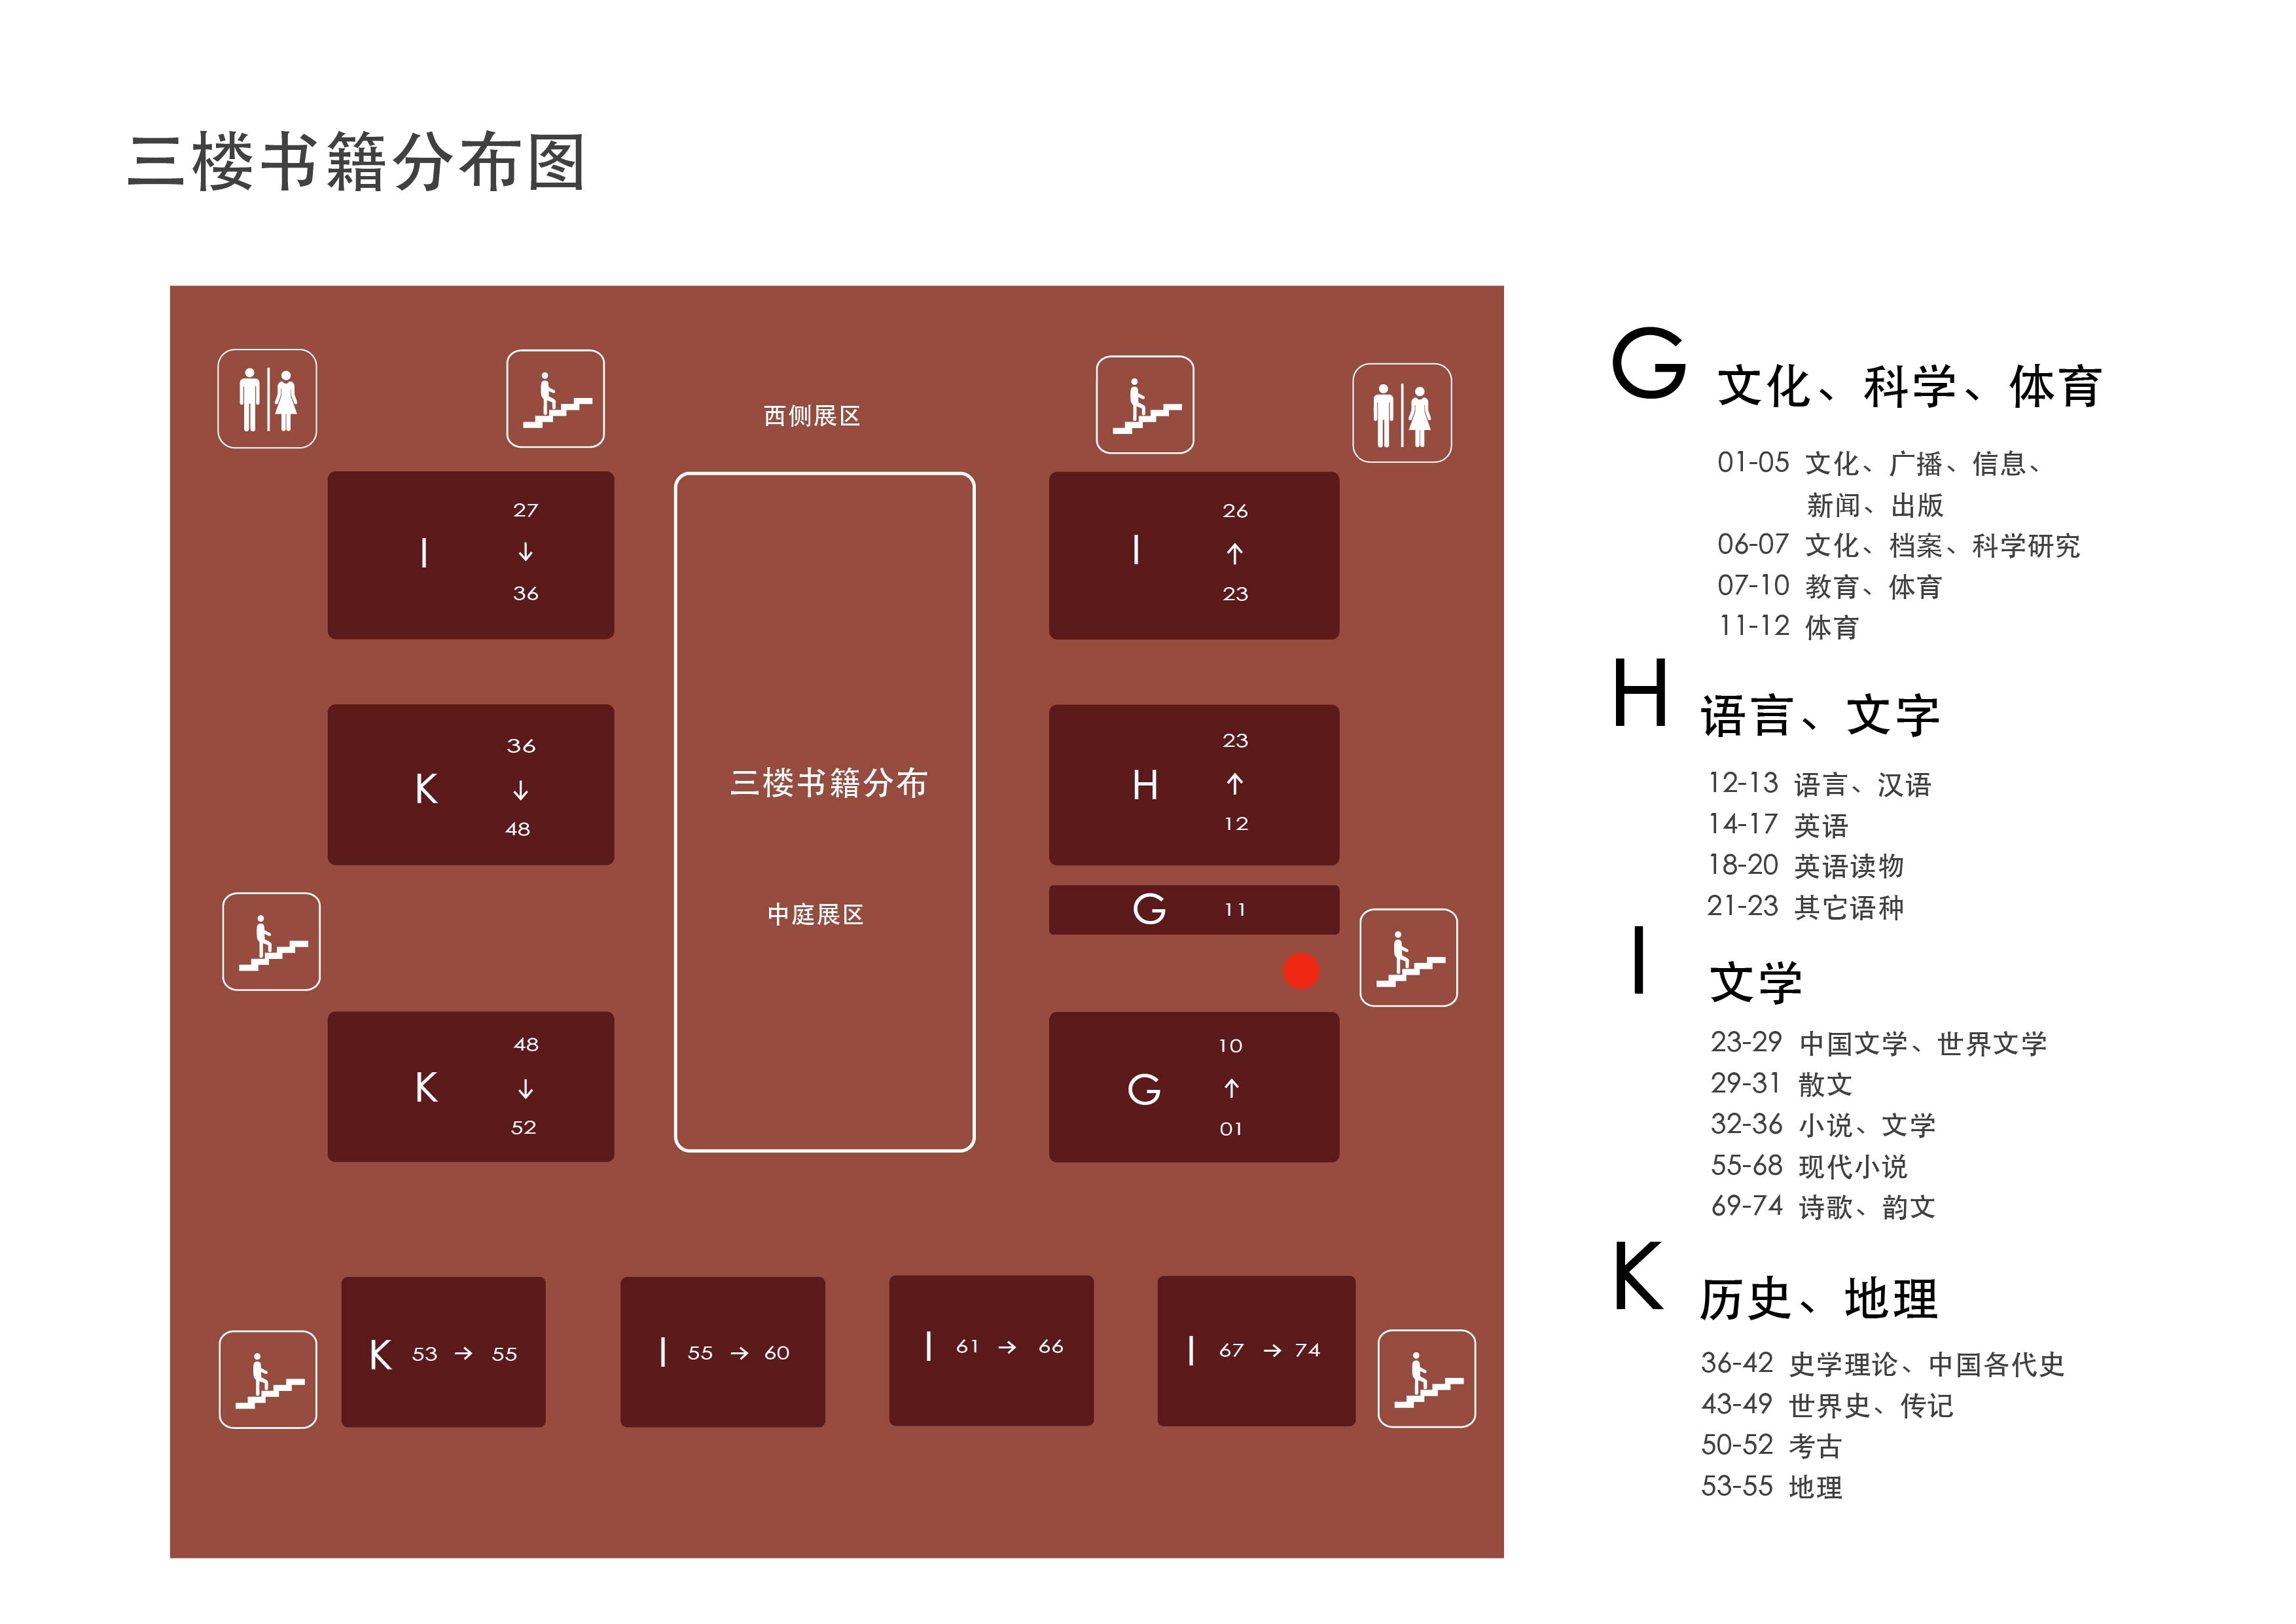 三楼书籍分布图
西侧展区
I
27
↓
36
I
26
↑
23
K
36
↓
48
三楼书籍分布
H
23
↑
12
中庭展区
G 11
K
48
↓
52
G
10
↑
01
K 53 → 55
I 55 → 60
I 61 → 66
I 67 → 74
G 文化、科学、体育
01-05 文化、广播、信息、
新闻、出版
06-07 文化、档案、科学研究
07-10 教育、体育
11-12 体育
H 语言、文字
12-13 语言、汉语
14-17 英语
18-20 英语读物
21-23 其它语种
I 文学
23-29 中国文学、世界文学
29-31 散文
32-36 小说、文学
55-68 现代小说
69-74 诗歌、韵文
K 历史、地理
36-42 史学理论、中国各代史
43-49 世界史、传记
50-52 考古
53-55 地理